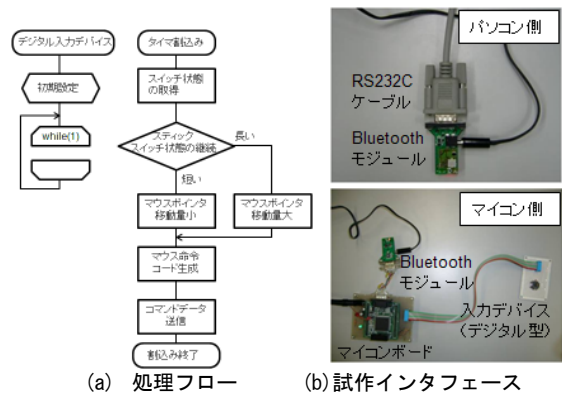 デジタル入力デバイス
初期設定
while(1)
タイマ割込み
スイッチ状態
の取得
スティック
スイッチ状態の継続
長い
短い
マウスポインタ
移動量小
マウスポインタ
移動量大
マウス命令
コード生成
コマンドデータ
送信
割込み終了
(a) 処理フロー
パソコン側
RS232C
ケーブル
Bluetooth
モジュール
マイコン側
Bluetooth
モジュール
入力デバイス
(デジタル型)
マイコンボード
(b) 試作インタフェース